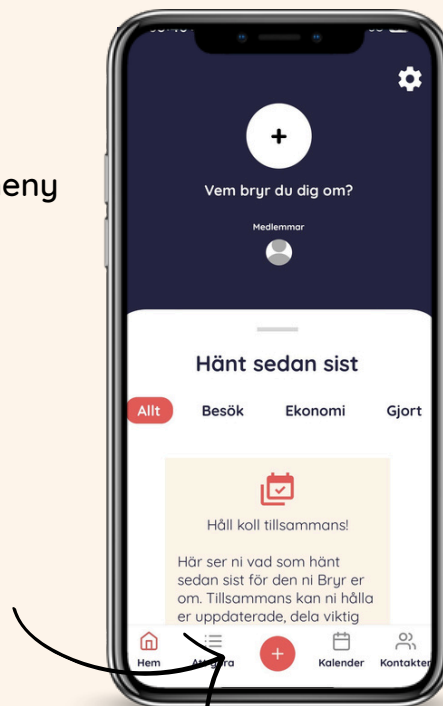 Vem bryr du dig om?
Medlemmar
Hänt sedan sist
Allt Besök Ekonomi Gjort
Håll koll tillsammans!
Här ser ni vad som hänt
sedan sist för den ni Bryr er
om. Tillsammans kan ni hålla
er uppdaterade, dela viktig
Hem Kalender Kontakter